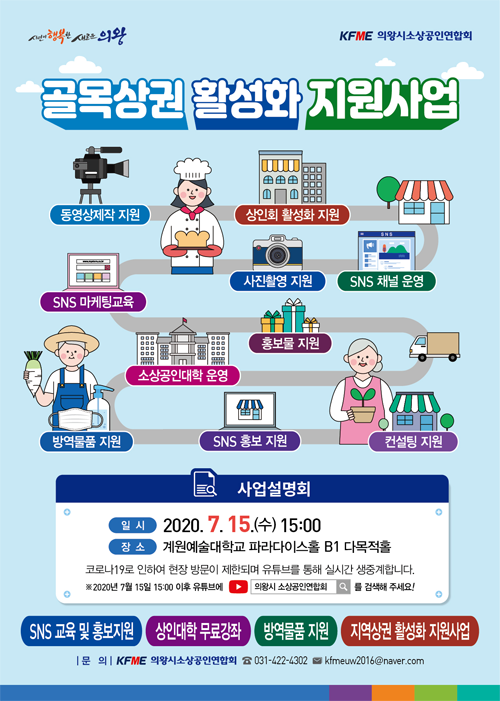 시민이 행복한 새로운 의왕
KFME 의왕시소상공인연합회
골목상권 활성화 지원사업
동영상제작 지원
상인회 활성화 지원
사진촬영 지원
SNS
SNS 채널 운영
SNS 마케팅교육
홍보물 지원
소상공인대학 운영
방역물품 지원
SNS 홍보 지원
컨설팅 지원
사업설명회
일 시 2020. 7. 15.(수) 15:00
장 소 계원예술대학교 파라다이스홀 B1 다목적홀
코로나19로 인하여 현장 방문이 제한되며 유튜브를 통해 실시간 생중계합니다.
※2020년 7월 15일 15:00 이후 유튜브에 의왕시 소상공인연합회 를 검색해 주세요!
SNS 교육 및 홍보지원
상인대학 무료강좌
방역물품 지원
지역상권 활성화 지원사업
| 문 의 | KFME 의왕시소상공인연합회 ☎ 031-422-4302 kfmeuw2016@naver.com